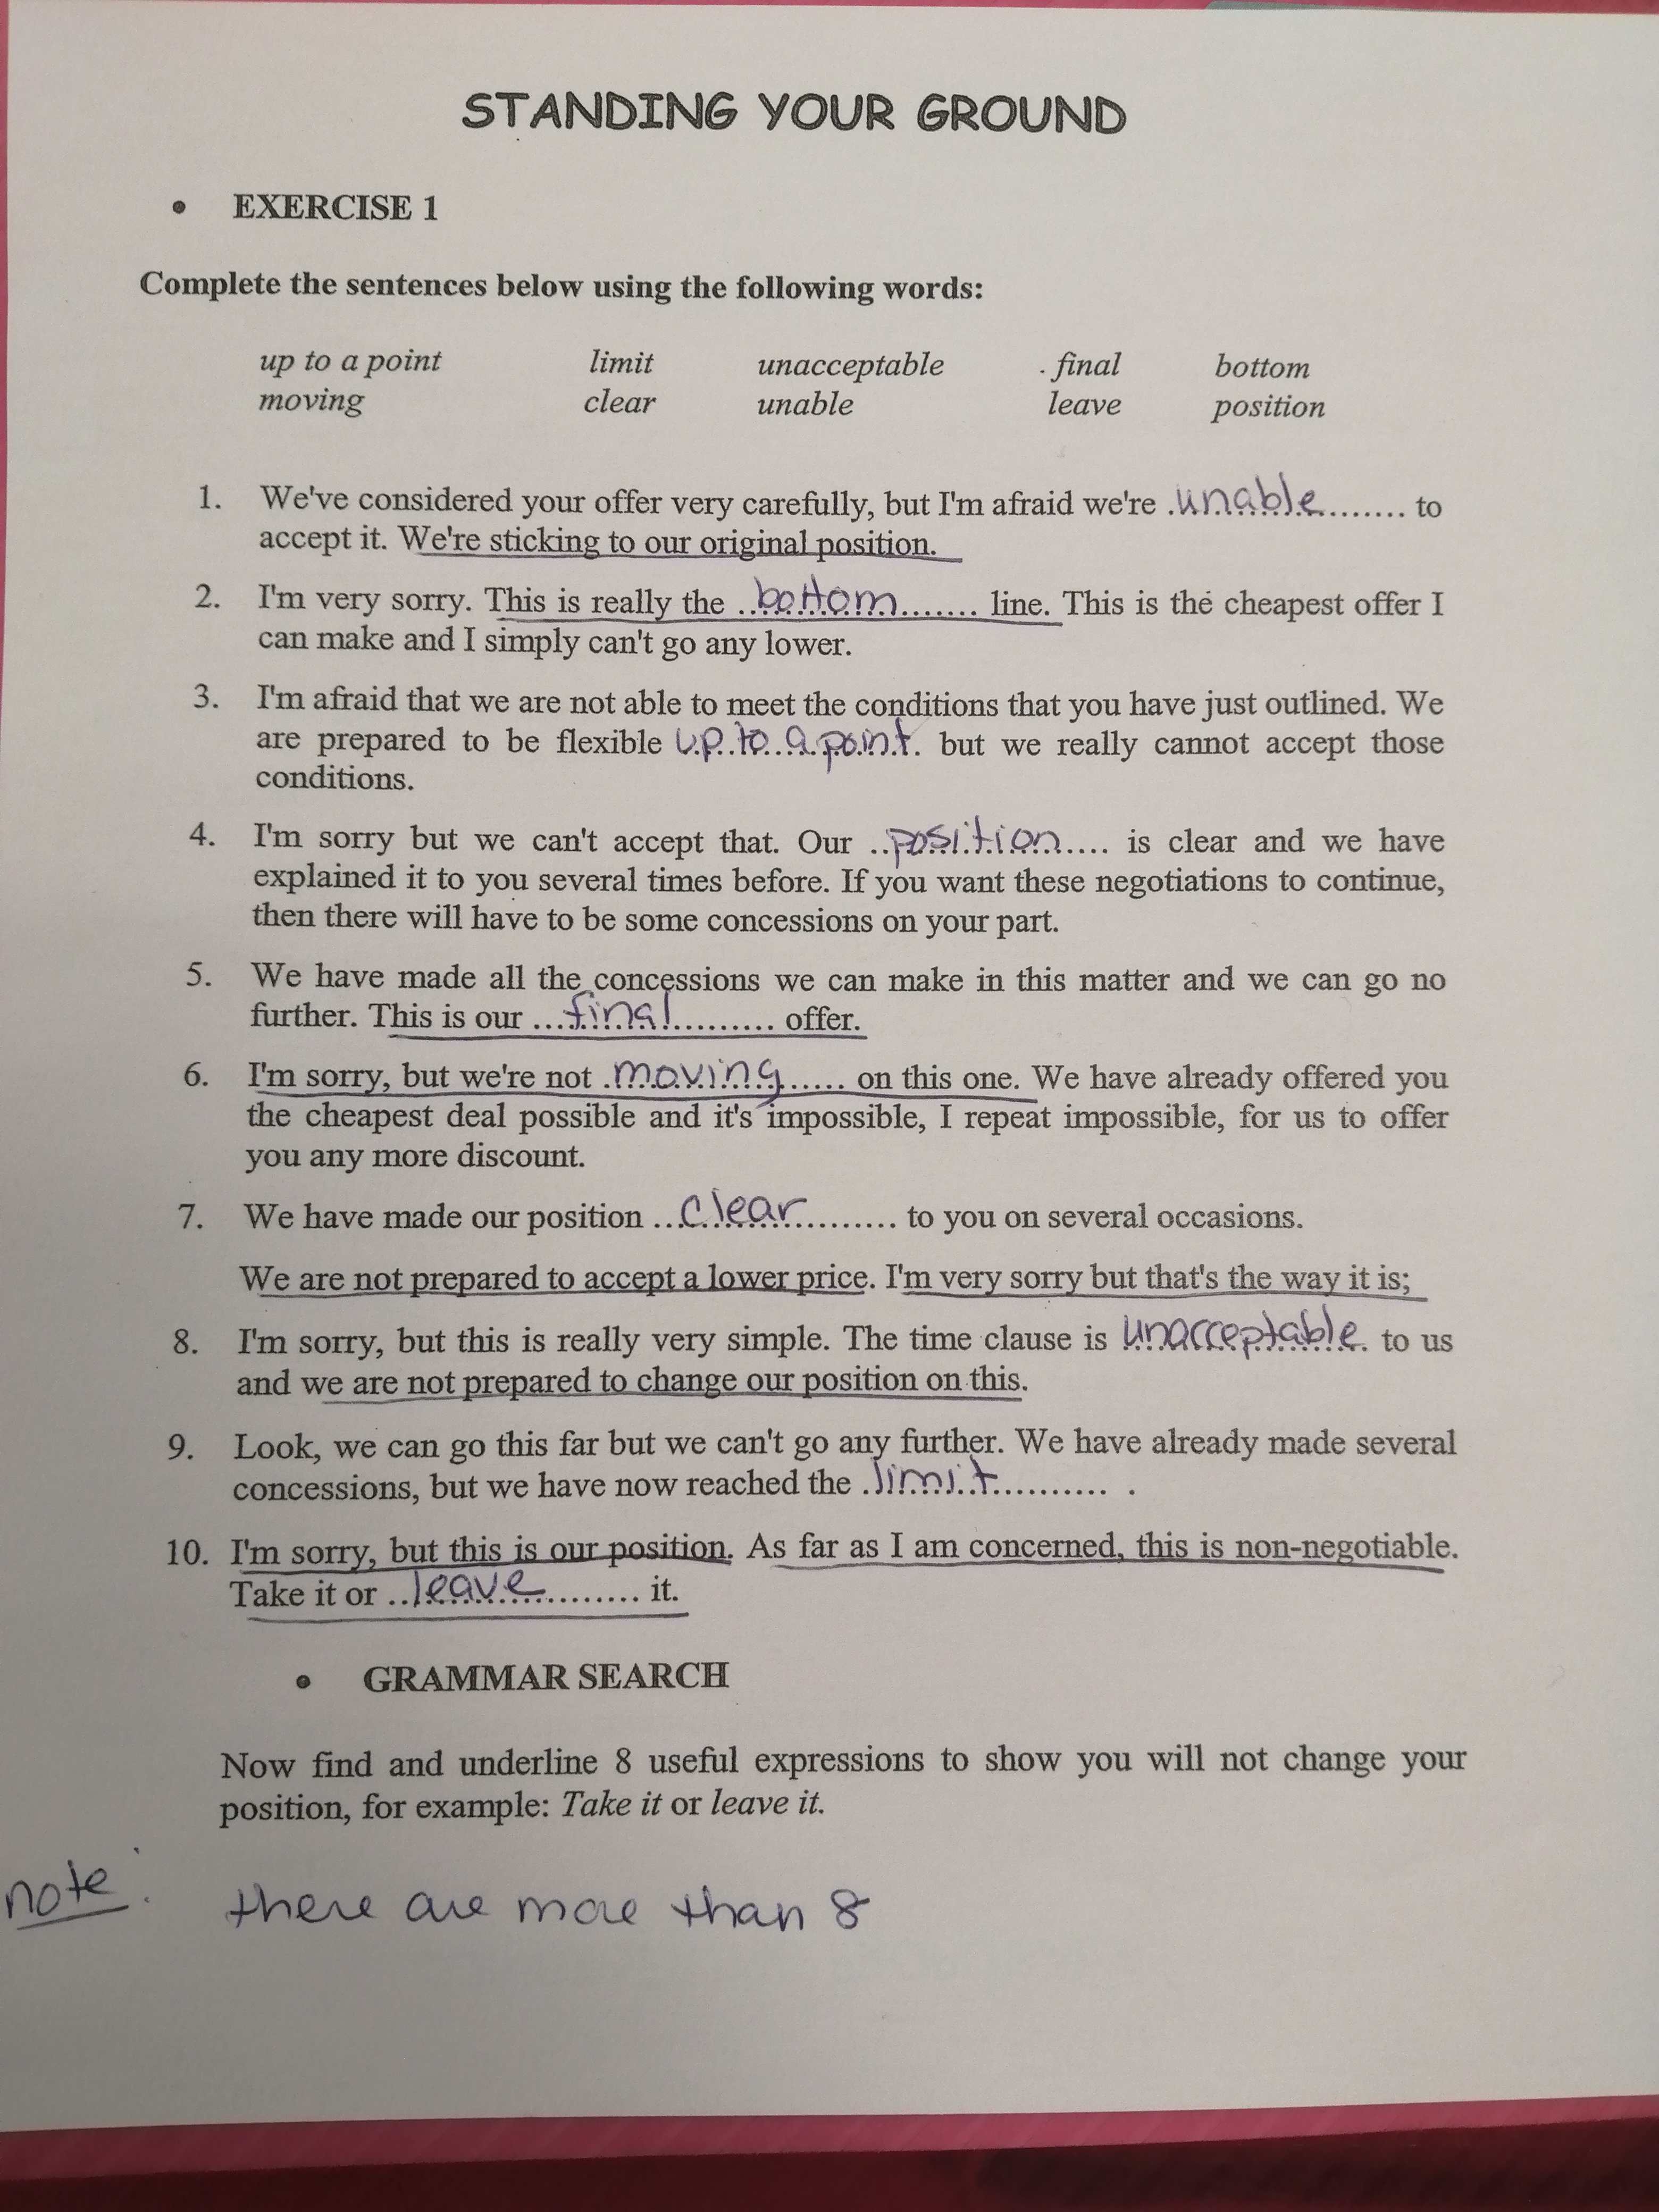 STANDING YOUR GROUND
• EXERCISE 1
Complete the sentences below using the following words:
up to a point limit unacceptable final bottom
moving clear unable leave position
1. We've considered your offer very carefully, but I'm afraid we're unable to
accept it. We're sticking to our original position.
2. I'm very sorry. This is really the bottom line. This is the cheapest offer I
can make and I simply can't go any lower.
3. I'm afraid that we are not able to meet the conditions that you have just outlined. We
are prepared to be flexible up to a point but we really cannot accept those
conditions.
4. I'm sorry but we can't accept that. Our position is clear and we have
explained it to you several times before. If you want these negotiations to continue,
then there will have to be some concessions on your part.
5. We have made all the concessions we can make in this matter and we can go no
further. This is our final offer.
6. I'm sorry, but we're not moving on this one. We have already offered you
the cheapest deal possible and it's impossible, I repeat impossible, for us to offer
you any more discount.
7. We have made our position clear to you on several occasions.
We are not prepared to accept a lower price. I'm very sorry but that's the way it is;
8. I'm sorry, but this is really very simple. The time clause is unacceptable to us
and we are not prepared to change our position on this.
9. Look, we can go this far but we can't go any further. We have already made several
concessions, but we have now reached the limit .
10. I'm sorry, but this is our position. As far as I am concerned, this is non-negotiable.
Take it or leave it.
• GRAMMAR SEARCH
Now find and underline 8 useful expressions to show you will not change your
position, for example: Take it or leave it.
note: there are more than 8